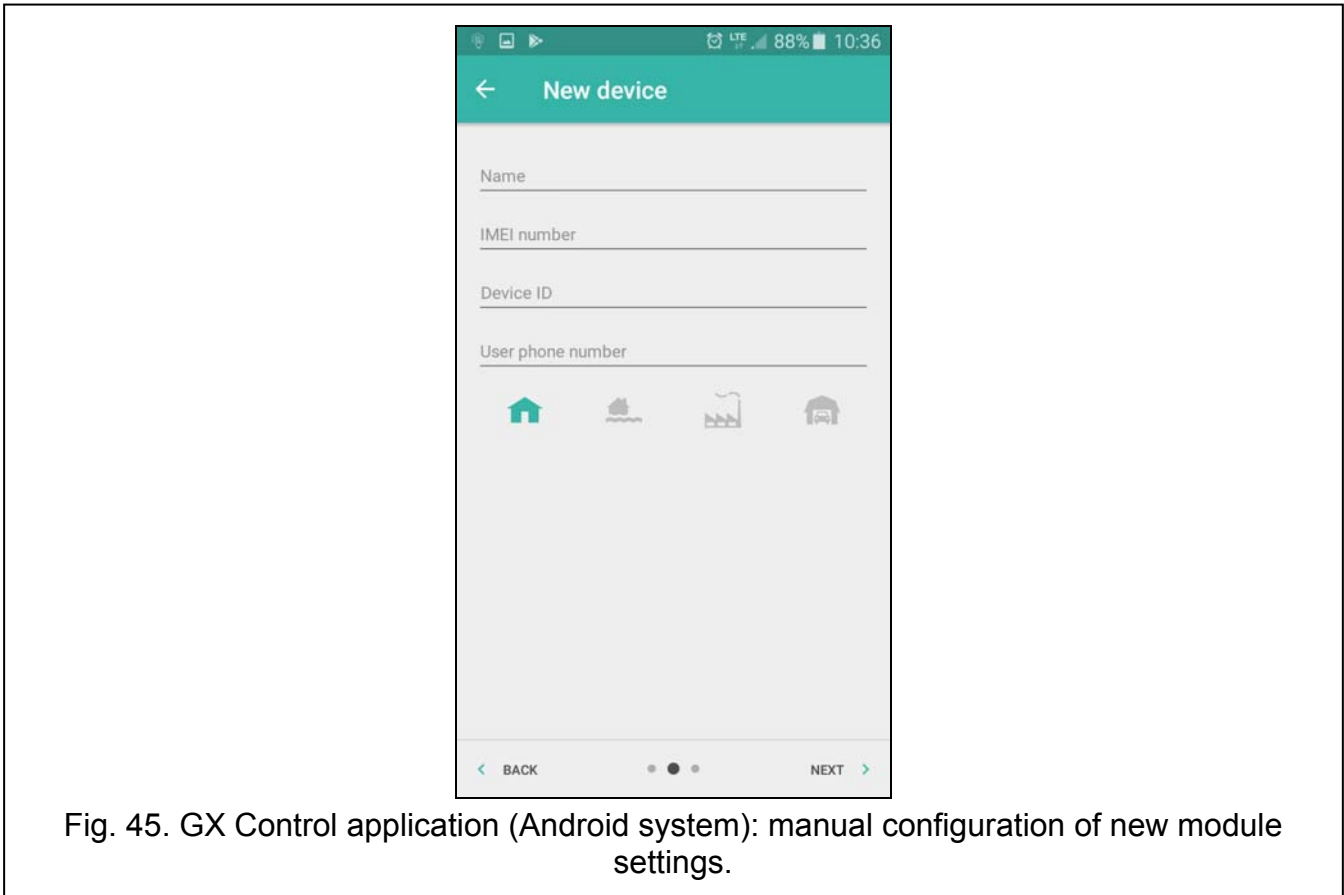 LTE 88% 10:36
New device
Name
IMEI number
Device ID
User phone number
BACK NEXT
Fig. 45. GX Control application (Android system): manual configuration of new module
settings.